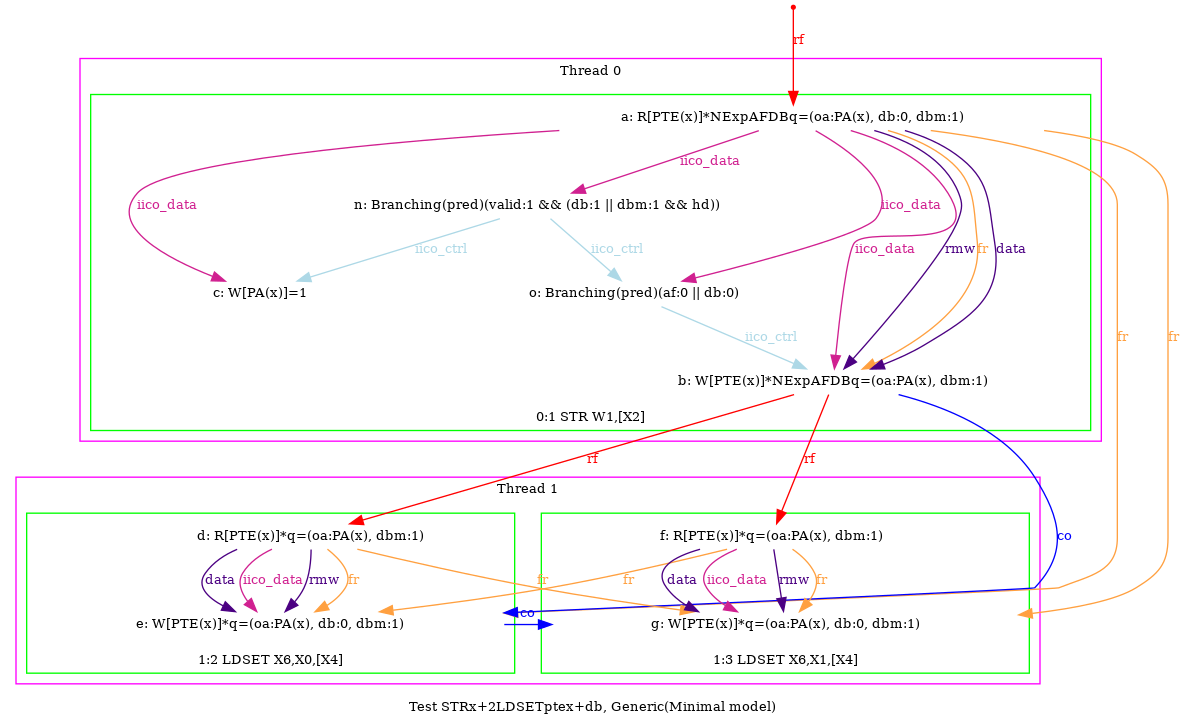 rf
Thread 0
a: R[PTE(x)]*NExpAFDBq=(oa:PA(x), db:0, dbm:1)
iico_data
iico_data iico_data
n: Branching(pred)(valid:1 && (db:1 || dbm:1 && hd))
iico_ctrl iico_ctrl iico_data rmw fr data
c: W[PA(x)]=1
o: Branching(pred)(af:0 || db:0)
iico_ctrl fr fr
b: W[PTE(x)]*NExpAFDBq=(oa:PA(x), dbm:1)
0:1 STR W1,[X2]
rf rf
Thread 1
d: R[PTE(x)]*q=(oa:PA(x), dbm:1)
f: R[PTE(x)]*q=(oa:PA(x), dbm:1)
co
data iico_data rmw fr fr fr data iico_data rmw fr
co
e: W[PTE(x)]*q=(oa:PA(x), db:0, dbm:1)
g: W[PTE(x)]*q=(oa:PA(x), db:0, dbm:1)
1:2 LDSET X6,X0,[X4]
1:3 LDSET X6,X1,[X4]
Test STRx+2LDSETptex+db, Generic(Minimal model)